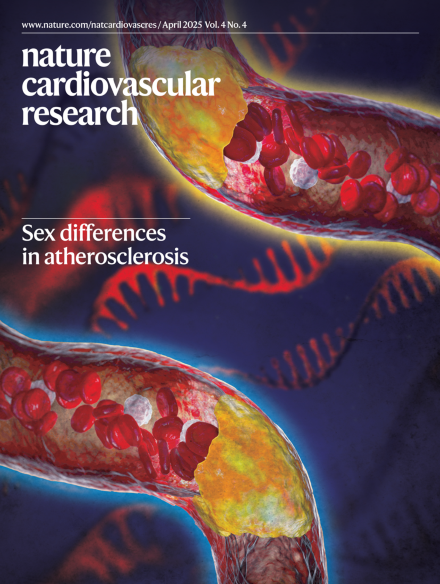 www.nature.com/natcardiovascres / April 2025 Vol. 4 No. 4
nature
cardiovascular
research
Sex differences
in atherosclerosis